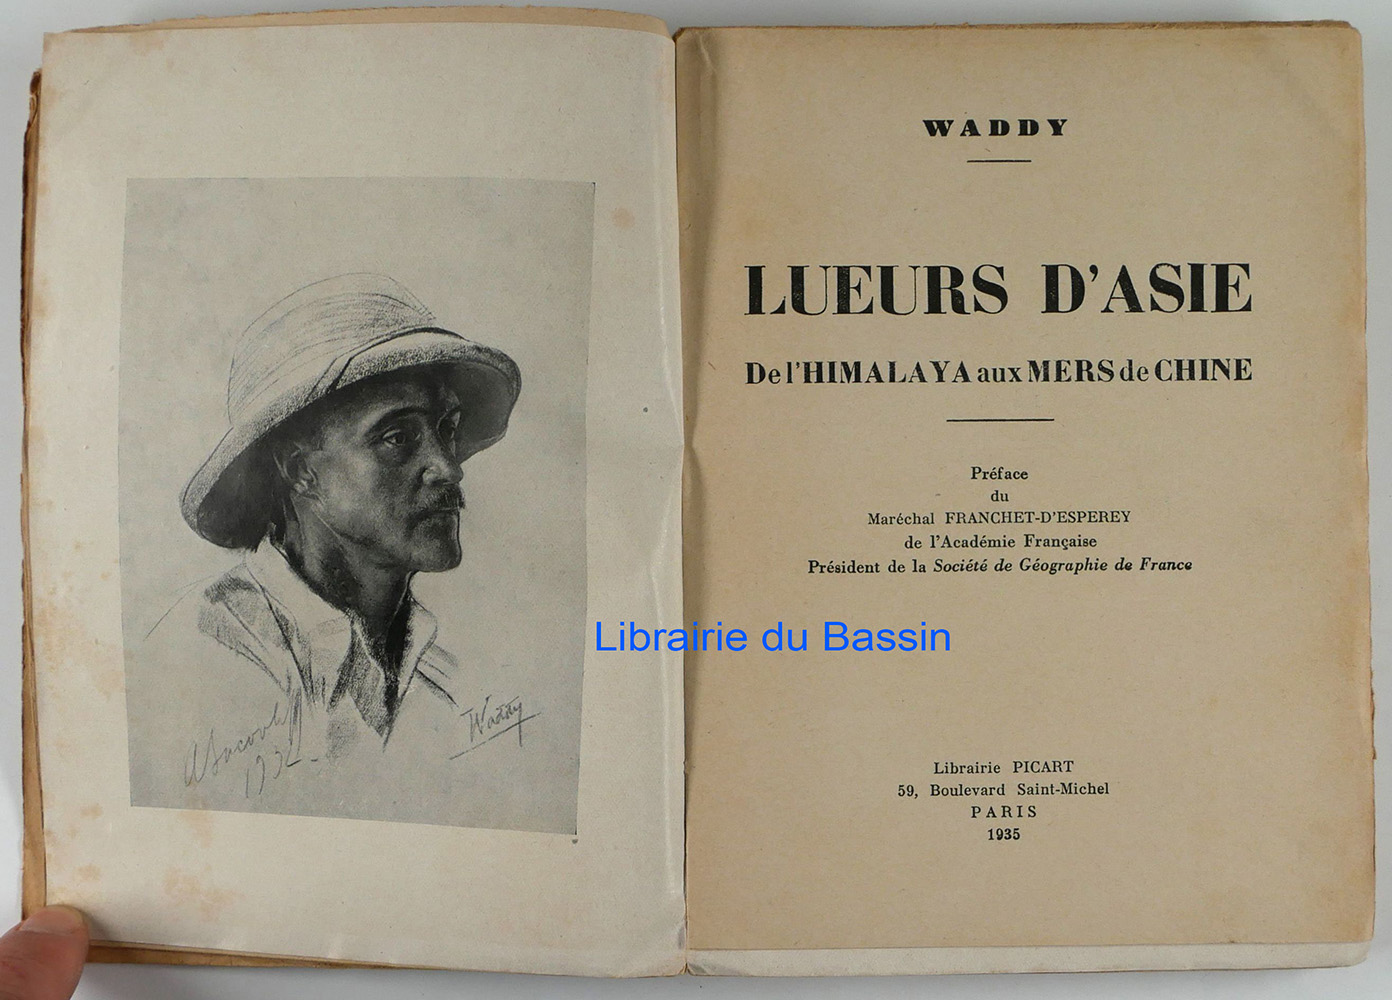 Waddy
1932
WADDY
LUEURS D'ASIE
De l'HIMALAYA aux MERS de CHINE
Préface
du
Maréchal FRANCHET-D'ESPEREY
de l'Académie Française
Président de la Société de Géographie de France
Librairie du Bassin
Librairie PICART
59, Boulevard Saint-Michel
PARIS
1935